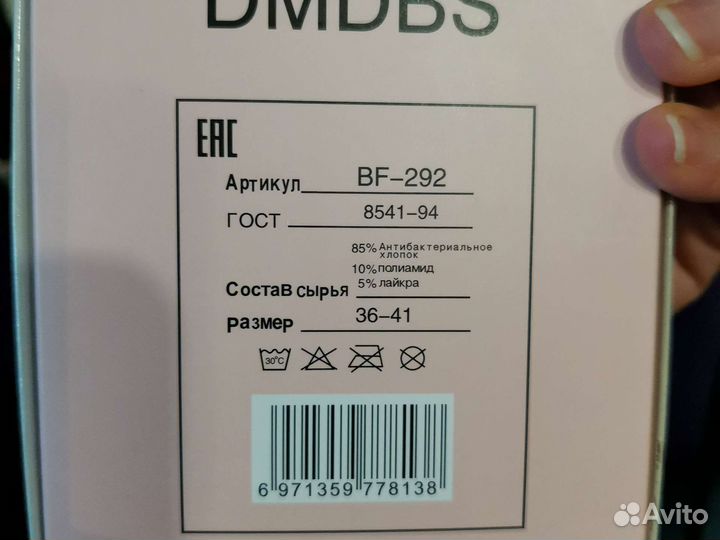 DMDBS
EAC
Артикул BF-292
ГОСТ 8541-94
85% Антибактериальное
хлопок
10% полиамид
Состав сырья 5% лайкра
размер 36-41
30°C
6 971359 778138
Avito